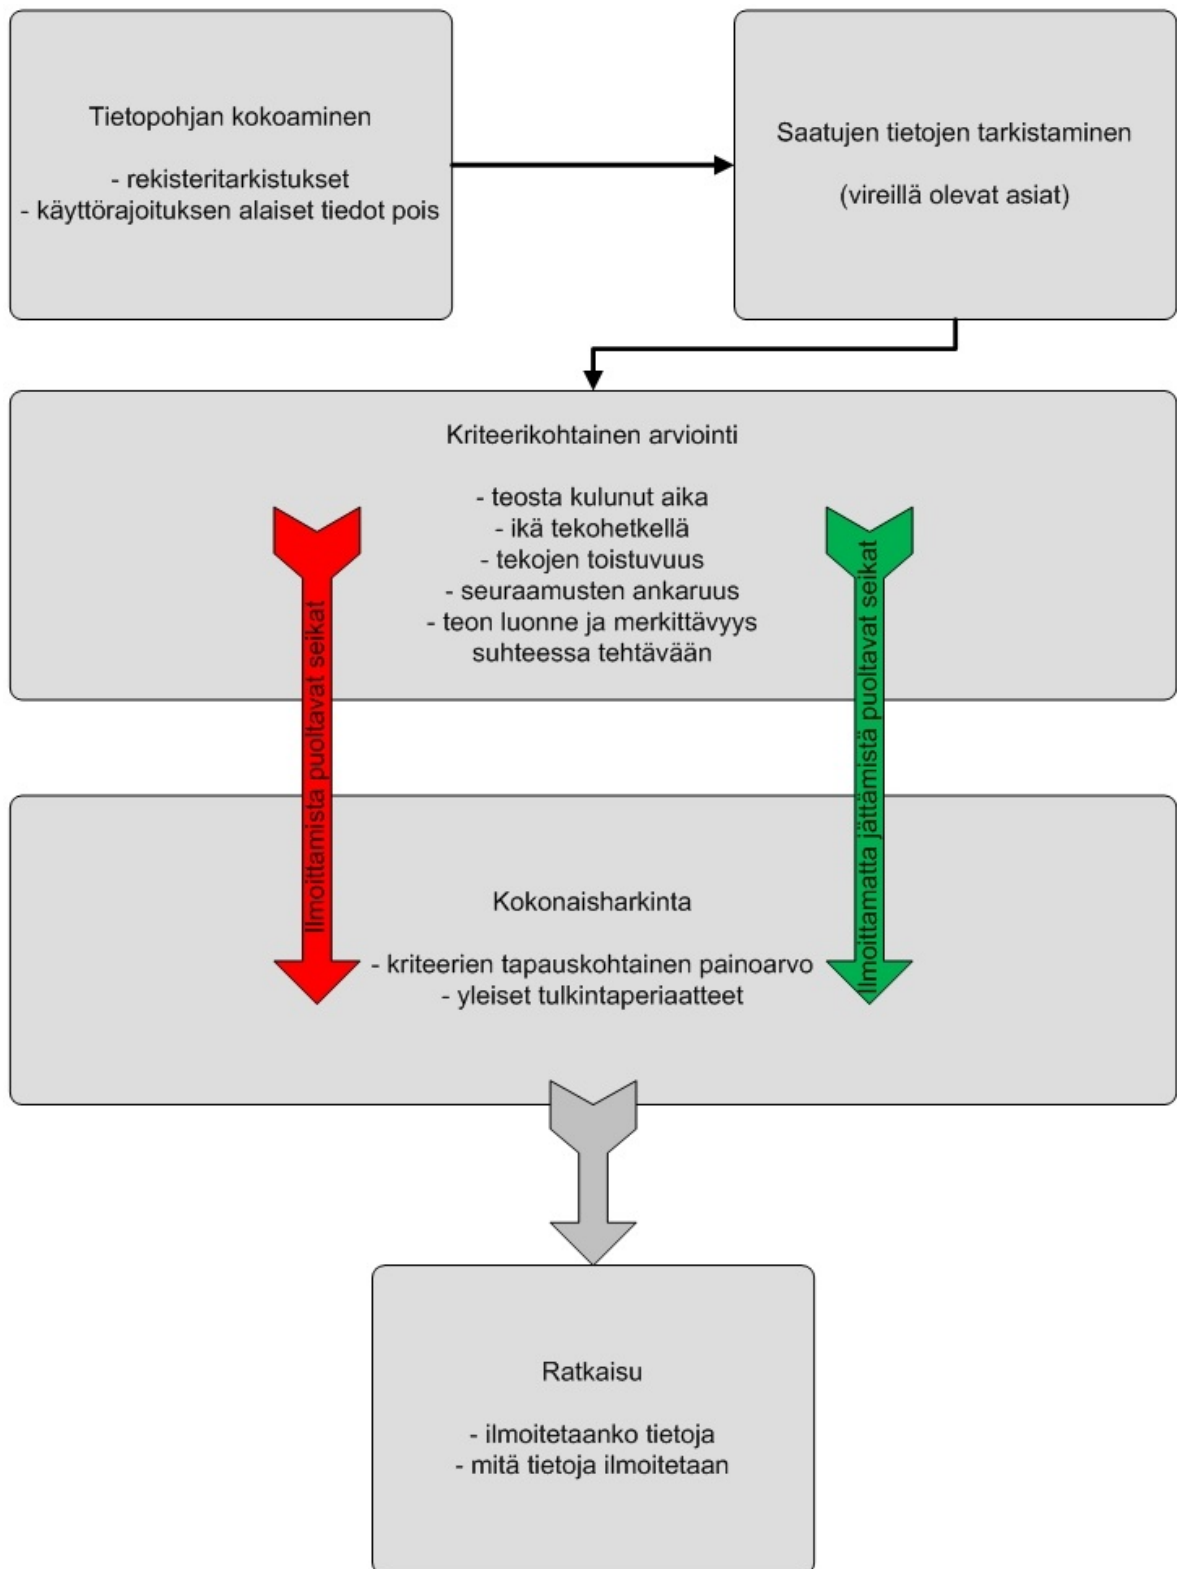 Tietopohjan kokoaminen
- rekisteritarkistukset
- käyttörajoituksen alaiset tiedot pois
Saatujen tietojen tarkistaminen
(vireillä olevat asiat)
Kriteerikohtainen arviointi
- teosta kulunut aika
- ikä tekohetkellä
- tekojen toistuvuus
- seuraamusten ankaruus
- teon luonne ja merkittävyys
suhteessa tehtävään
Ilmoittamista puoltavat seikat
Ilmoittamatta jättämistä puoltavat seikat
Kokonaisharkinta
- kriteerien tapauskohtainen painoarvo
- yleiset tulkintaperiaatteet
Ratkaisu
- ilmoitetaanko tietoja
- mitä tietoja ilmoitetaan